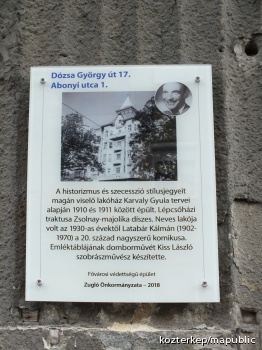 Dózsa György út 17.
Abonyi utca 1.
A historizmus és szecesszió stílusjegyeit
magán viselő lakóház Karvaly Gyula tervei
alapján 1910 és 1911 között épült. Lépcsőházi
traktusa Zsolnay-majolika díszes. Neves lakója
volt az 1930-as évektől Latabár Kálmán (1902-
1970) a 20. század nagyszerű komikusa.
Emléktáblájának domborművét Kiss László
szobrászművész készítette.
Fővárosi védettségű épület
Zugló Önkormányzata – 2018
kozterkep/mapublic